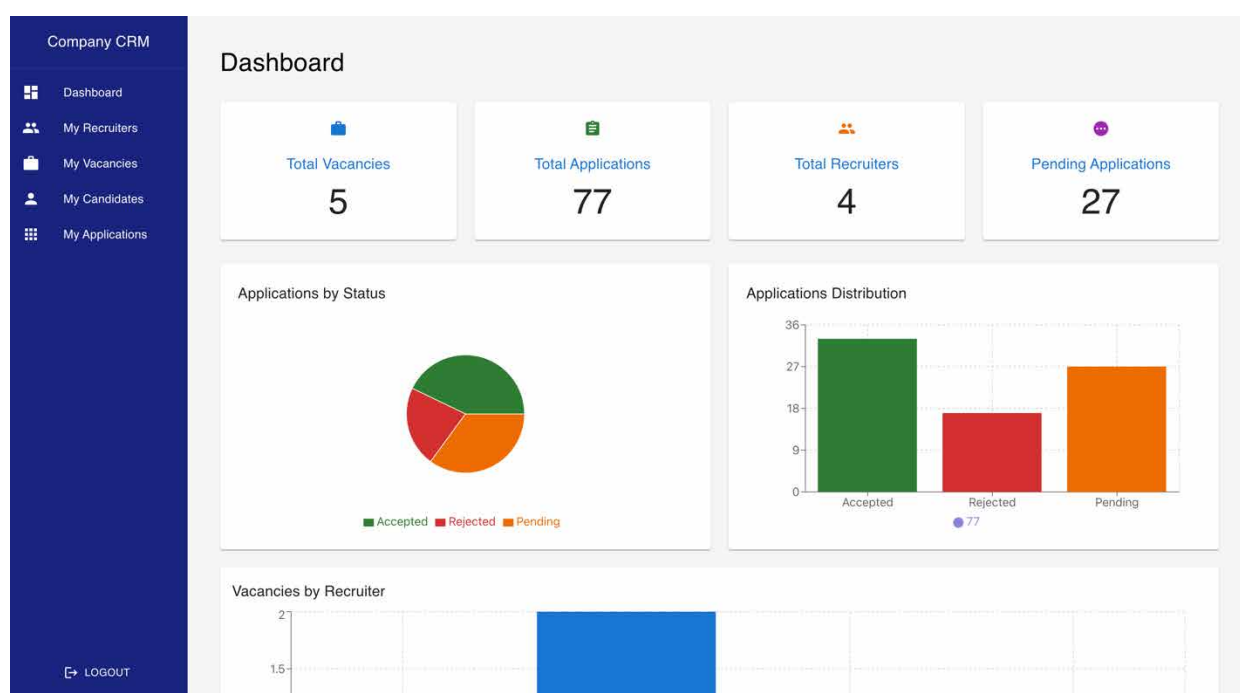 Company CRM
Dashboard
My Recruiters
My Vacancies
My Candidates
My Applications
LOGOUT
Dashboard
Total Vacancies
5
Total Applications
77
Total Recruiters
4
Pending Applications
27
Applications by Status
Accepted Rejected Pending
Applications Distribution
36
27
18
9
0
Accepted Rejected Pending
77
Vacancies by Recruiter
2
1.5